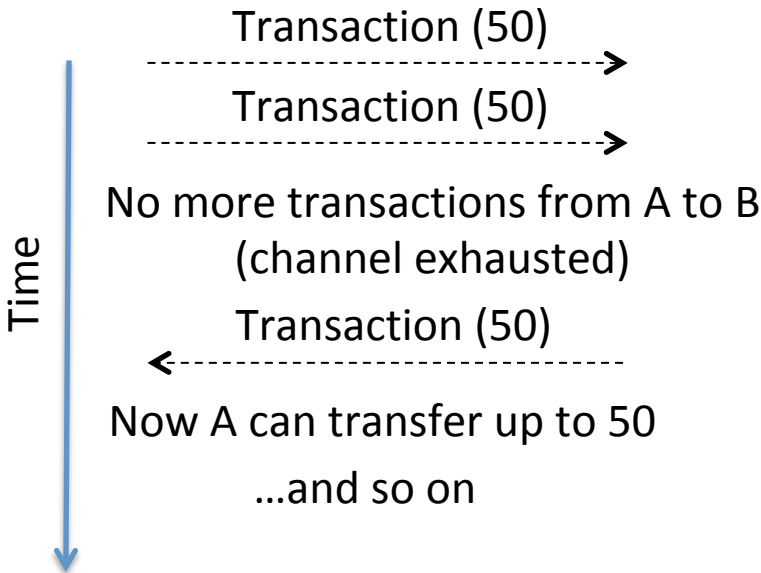 Transaction (50)
Transaction (50)
No more transactions from A to B
(channel exhausted)
Time
Transaction (50)
Now A can transfer up to 50
...and so on